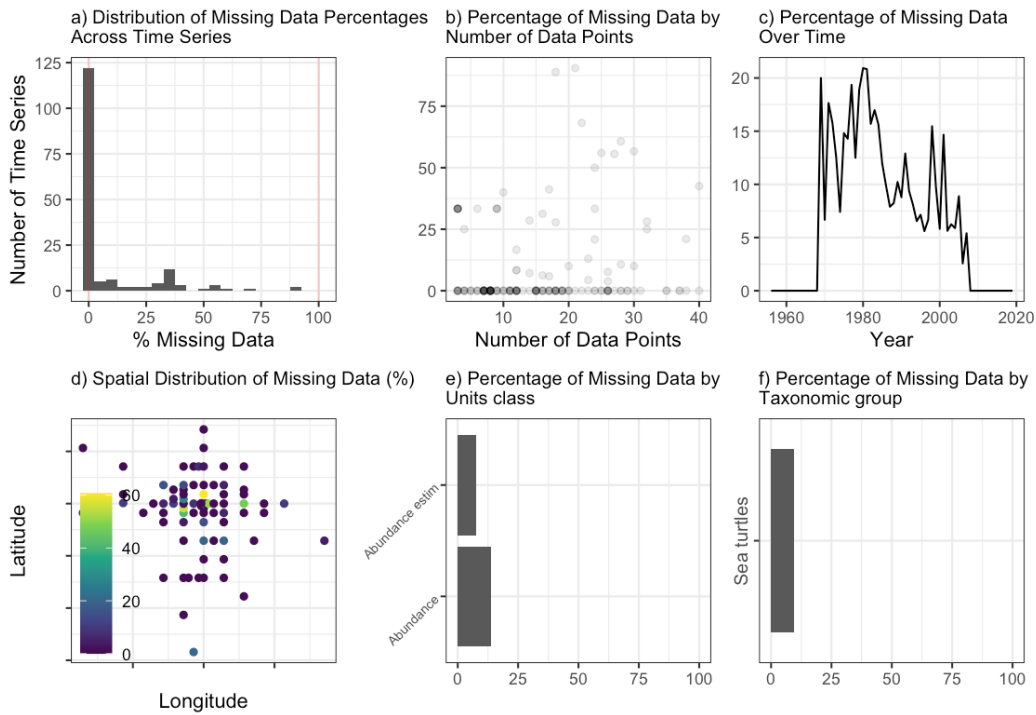 a) Distribution of Missing Data Percentages
Across Time Series
Number of Time Series
125
100
75
50
25
0
0 25 50 75 100
% Missing Data
b) Percentage of Missing Data by
Number of Data Points
75
50
25
0
10 20 30 40
Number of Data Points
c) Percentage of Missing Data
Over Time
20
15
10
5
0
1960 1980 2000 2020
Year
d) Spatial Distribution of Missing Data (%)
Latitude
60
40
20
0
Longitude
e) Percentage of Missing Data by
Units class
Abundance estim
Abundance
0 25 50 75 100
f) Percentage of Missing Data by
Taxonomic group
Sea turtles
0 25 50 75 100